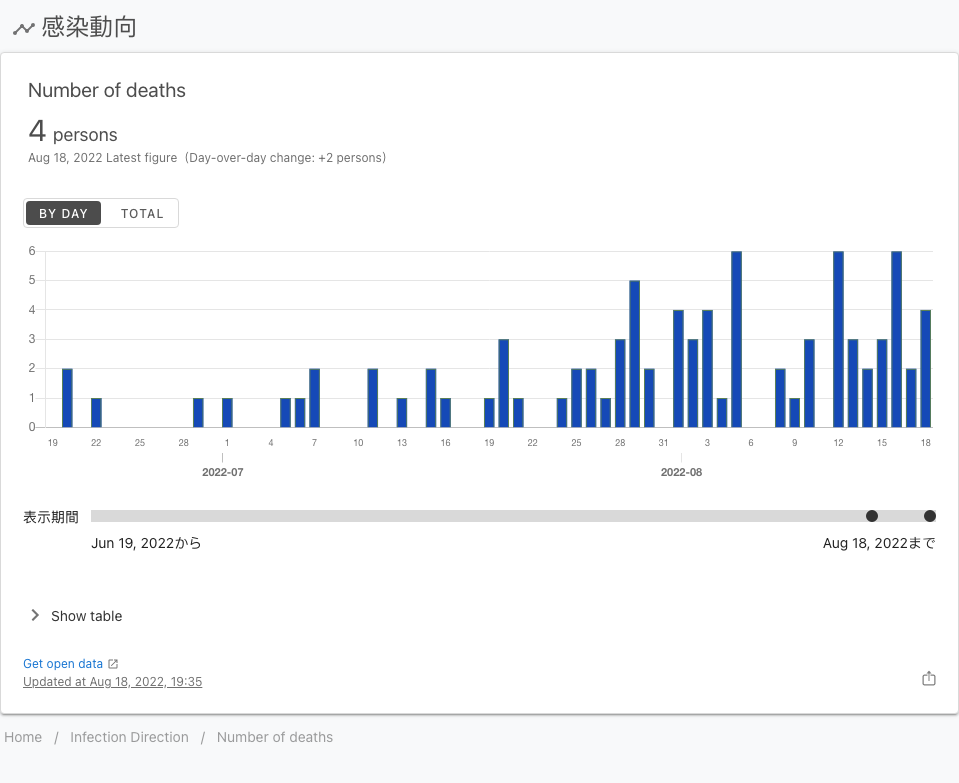 感染動向
Number of deaths
4 persons
Aug 18, 2022 Latest figure (Day-over-day change: +2 persons)
BY DAY TOTAL
6
5
4
3
2
1
0
19 22 25 28 1 4 7 10 13 16 19 22 25 28 31 3 6 9 12 15 18
2022-07 2022-08
表示期間
Jun 19, 2022から Aug 18, 2022まで
Show table
Get open data
Updated at Aug 18, 2022, 19:35
Home / Infection Direction / Number of deaths